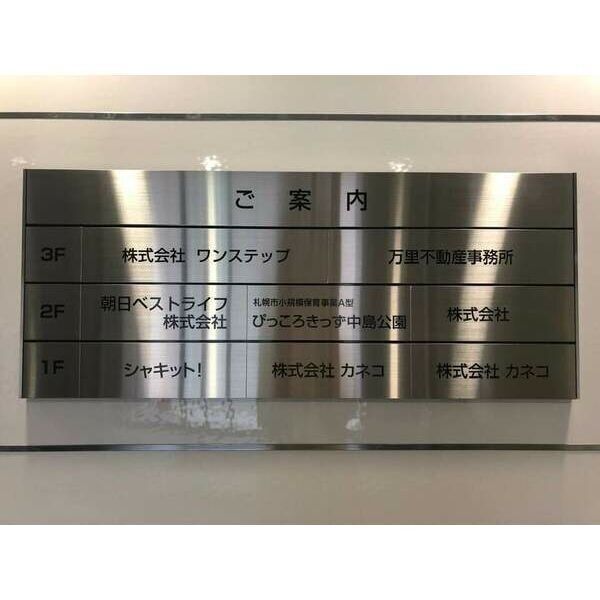 ご案内
3F 株式会社 ワンステップ 万里不動産事務所
2F 朝日ベストライフ株式会社 札幌市小規模保育事業A型 ぴっころきっず中島公園 株式会社
1F シャキット! 株式会社 カネコ 株式会社 カネコ